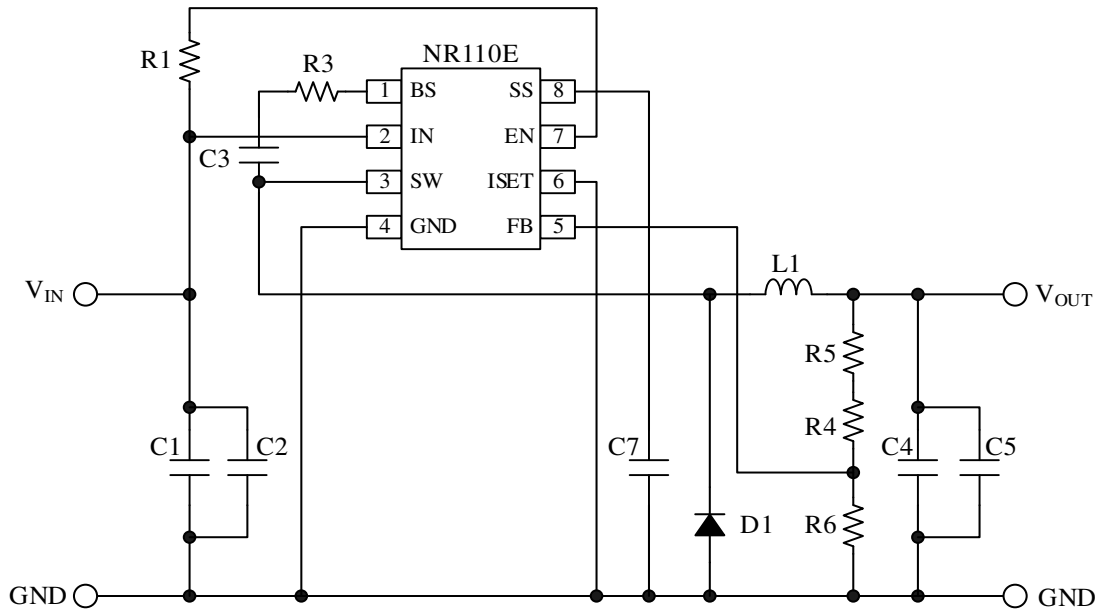 NR110E
R1
R3
1 BS SS 8
2 IN EN 7
C3
3 SW ISET 6
4 GND FB 5
L1
VIN
VOUT
R5
R4
C1 C2 C7 C4 C5
D1 R6
GND GND